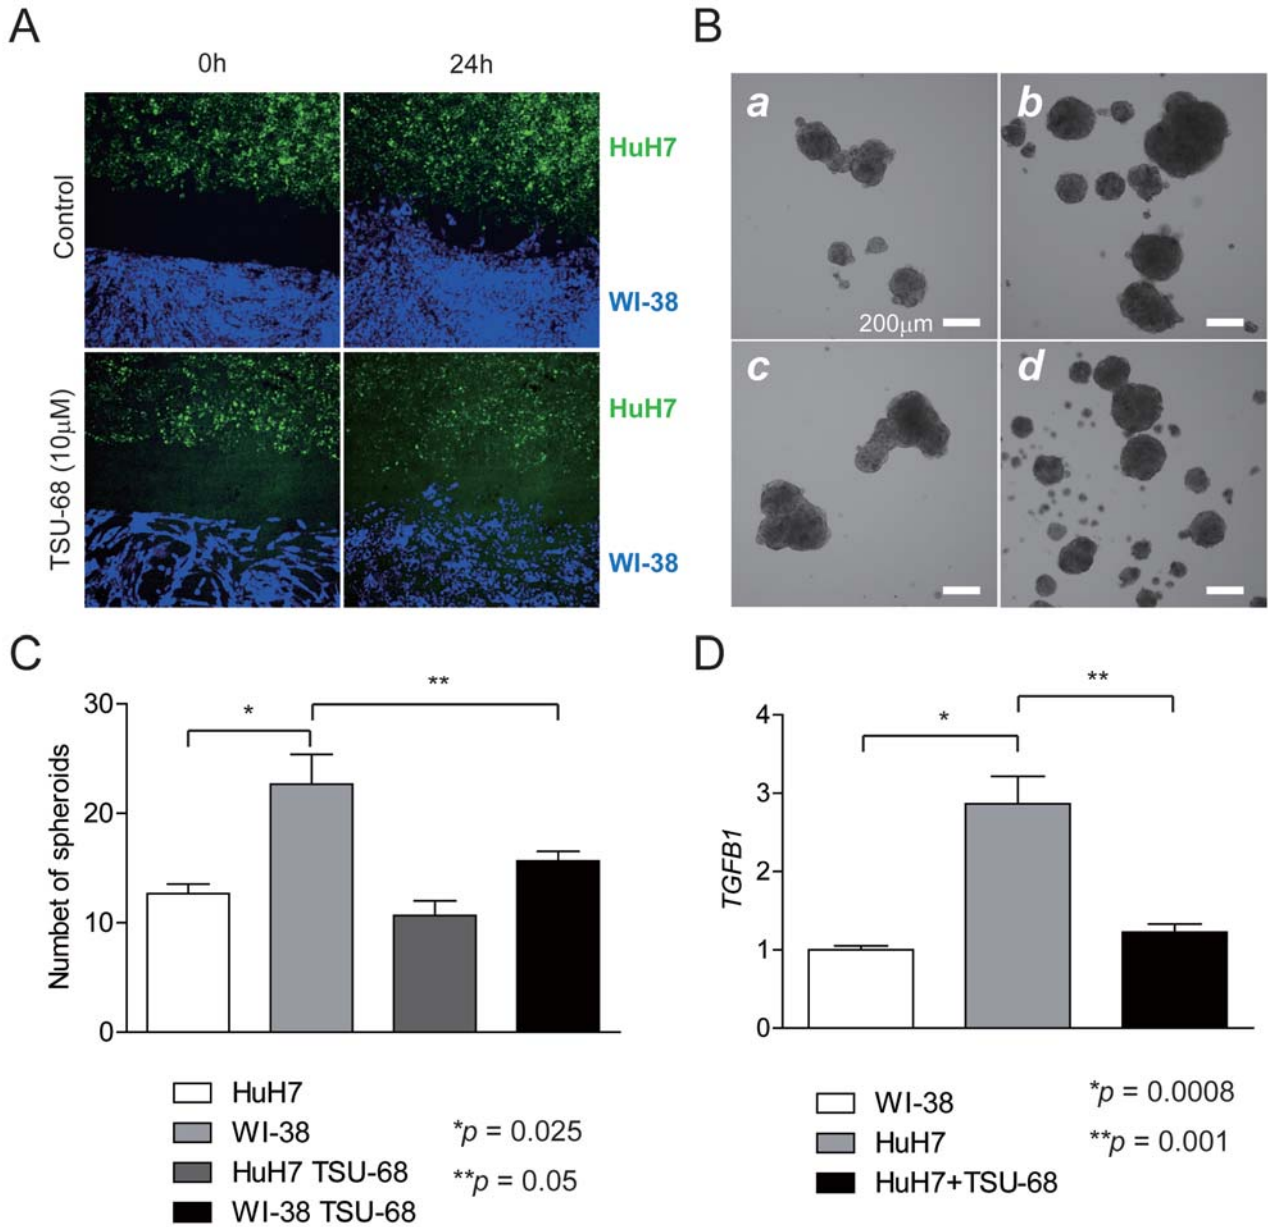 A
0h
24h
Control
HuH7
WI-38
TSU-68 (10μM)
HuH7
WI-38
B
a
b
200μm
c
d
C
Numbet of spheroids
30
20
10
0
*
**
HuH7
WI-38
HuH7 TSU-68
WI-38 TSU-68
*p = 0.025
**p = 0.05
D
TGFB1
4
3
2
1
0
*
**
WI-38
HuH7
HuH7+TSU-68
*p = 0.0008
**p = 0.001